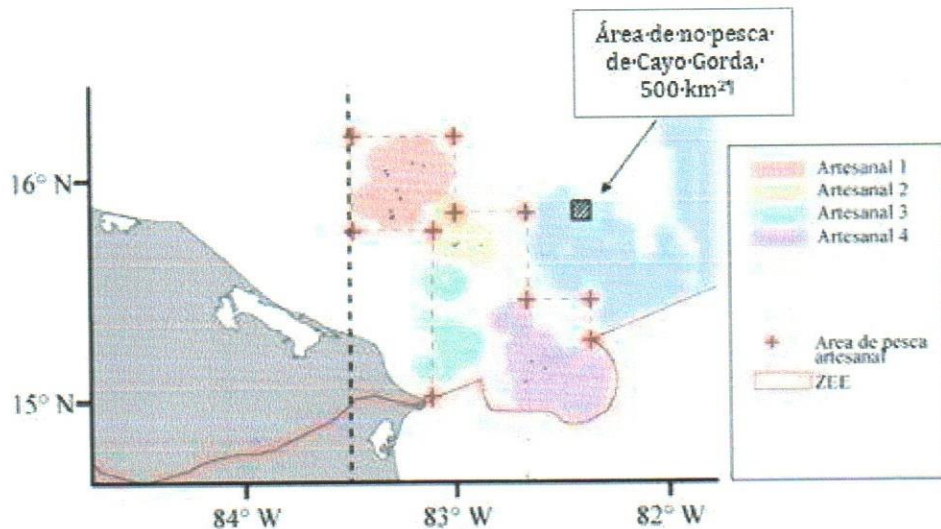 Área·de·no·pesca·
de·Cayo·Gorda,·
500·km²¶
16° N
15° N
84° W
83° W
82° W
Artesanal 1
Artesanal 2
Artesanal 3
Artesanal 4
Area de pesca
artesanal
ZEE